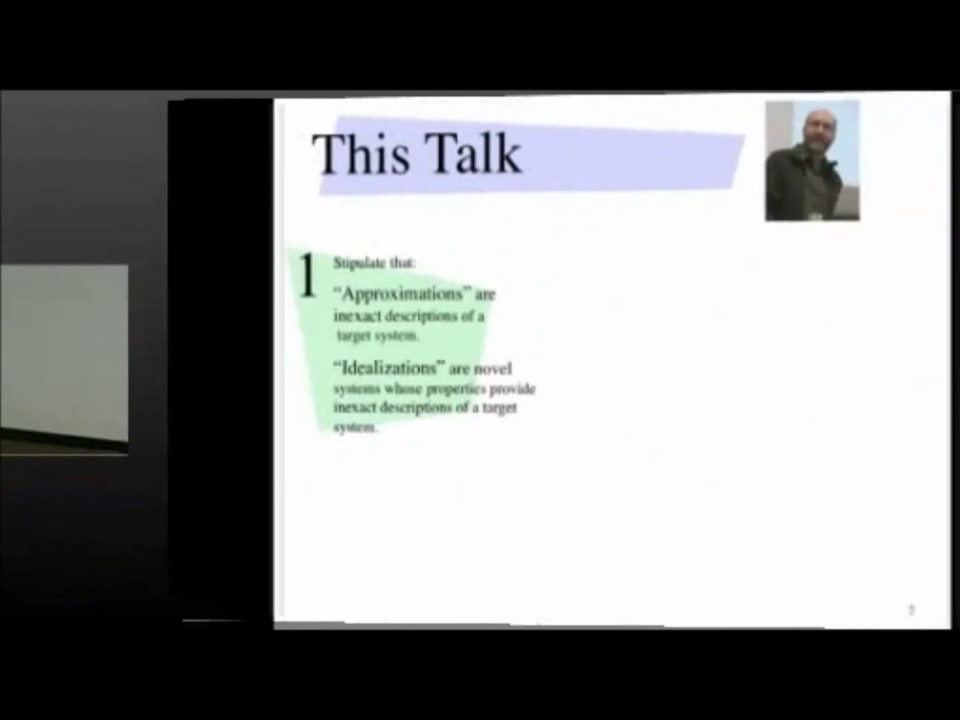 This Talk
1
Stipulate that:
“Approximations” are
inexact descriptions of a
target system.
“Idealizations” are novel
systems whose properties provide
inexact descriptions of a target
system.